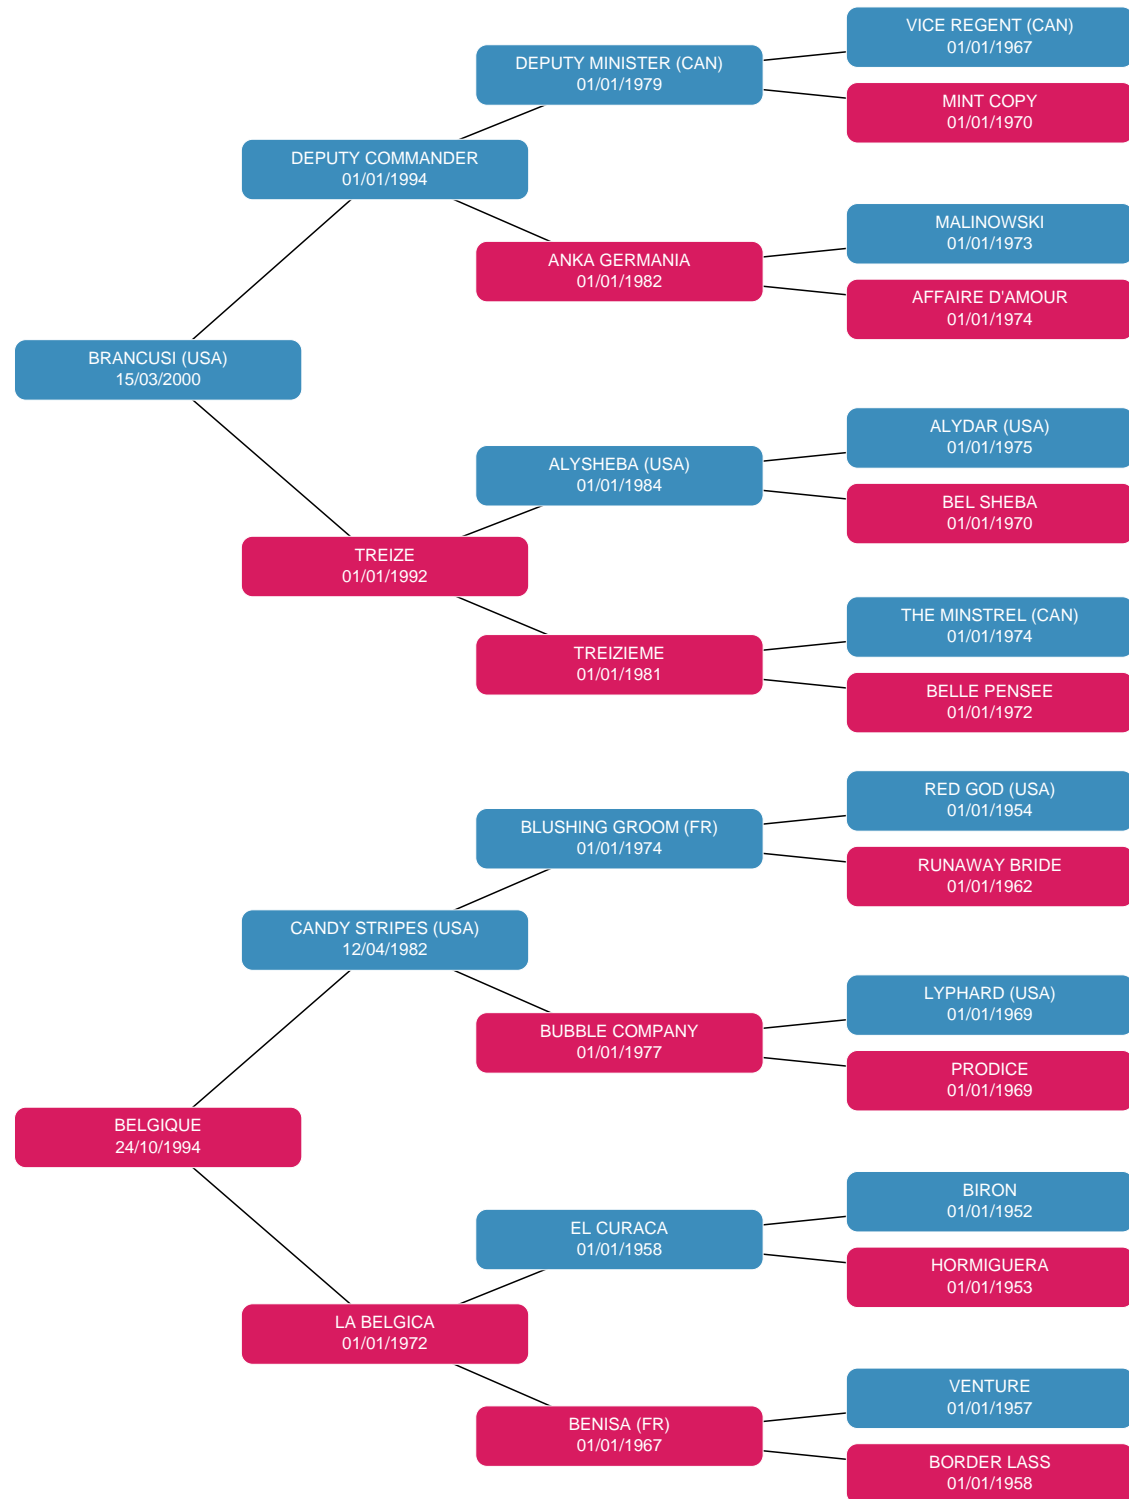 VICE REGENT (CAN)
01/01/1967
DEPUTY MINISTER (CAN)
01/01/1979
MINT COPY
01/01/1970
DEPUTY COMMANDER
01/01/1994
MALINOWSKI
01/01/1973
ANKA GERMANIA
01/01/1982
AFFAIRE D'AMOUR
01/01/1974
BRANCUSI (USA)
15/03/2000
ALYDAR (USA)
01/01/1975
ALYSHEBA (USA)
01/01/1984
BEL SHEBA
01/01/1970
TREIZE
01/01/1992
THE MINSTREL (CAN)
01/01/1974
TREIZIEME
01/01/1981
BELLE PENSEE
01/01/1972
RED GOD (USA)
01/01/1954
BLUSHING GROOM (FR)
01/01/1974
RUNAWAY BRIDE
01/01/1962
CANDY STRIPES (USA)
12/04/1982
LYPHARD (USA)
01/01/1969
BUBBLE COMPANY
01/01/1977
PRODICE
01/01/1969
BELGIQUE
24/10/1994
BIRON
01/01/1952
EL CURACA
01/01/1958
HORMIGUERA
01/01/1953
LA BELGICA
01/01/1972
VENTURE
01/01/1957
BENISA (FR)
01/01/1967
BORDER LASS
01/01/1958